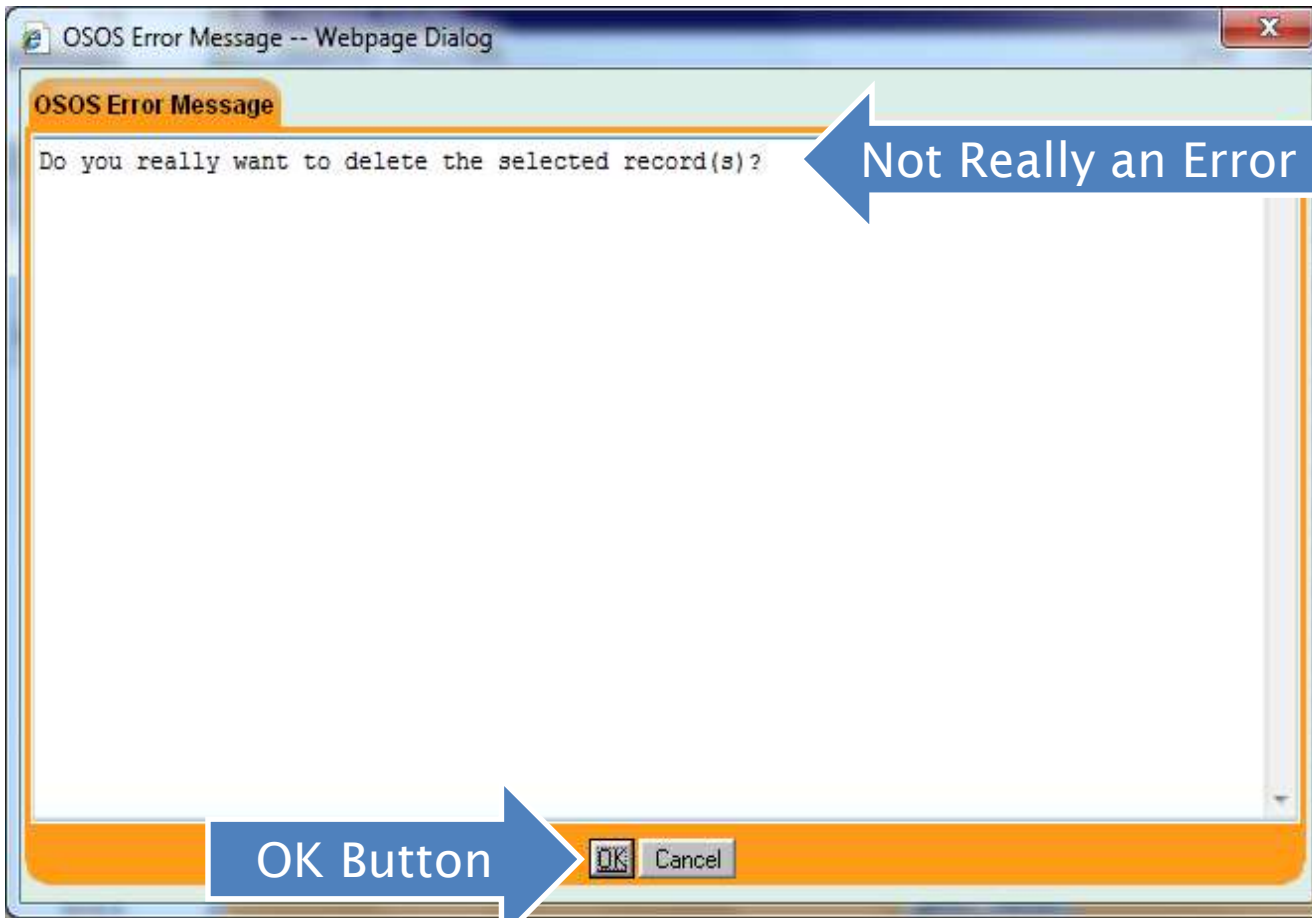 OSOS Error Message -- Webpage Dialog
X
OSOS Error Message
Do you really want to delete the selected record(s)?
Not Really an Error
OK Button
OK Cancel